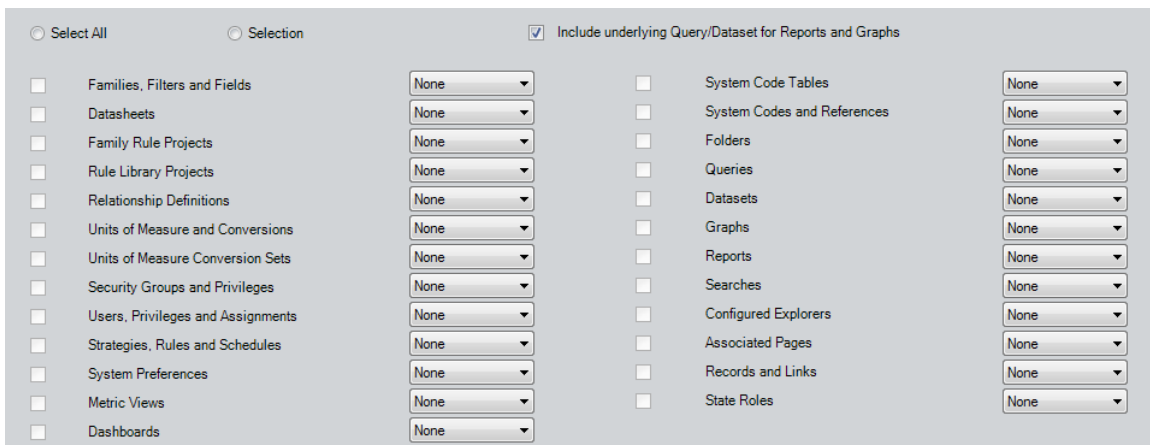 Select All Selection Include underlying Query/Dataset for Reports and Graphs
Families, Filters and Fields None System Code Tables None
Datasheets None System Codes and References None
Family Rule Projects None Folders None
Rule Library Projects None Queries None
Relationship Definitions None Datasets None
Units of Measure and Conversions None Graphs None
Units of Measure Conversion Sets None Reports None
Security Groups and Privileges None Searches None
Users, Privileges and Assignments None Configured Explorers None
Strategies, Rules and Schedules None Associated Pages None
System Preferences None Records and Links None
Metric Views None State Roles None
Dashboards None